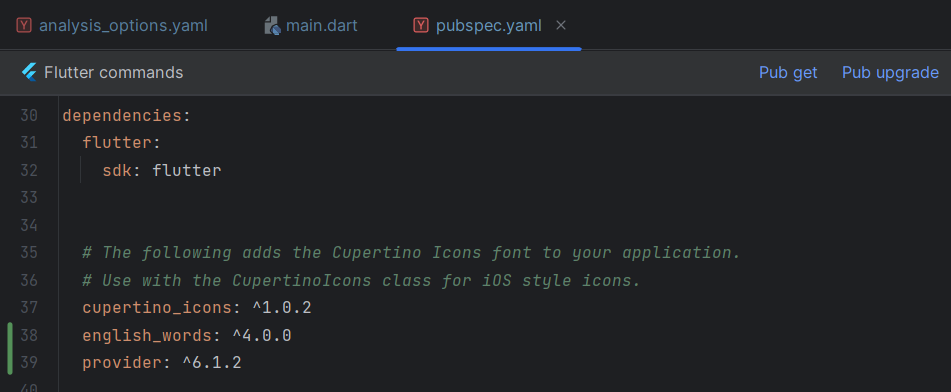 analysis_options.yaml main.dart pubspec.yaml
Flutter commands Pub get Pub upgrade
30 dependencies:
31 flutter:
32 sdk: flutter
33
34
35 # The following adds the Cupertino Icons font to your application.
36 # Use with the CupertinoIcons class for iOS style icons.
37 cupertino_icons: ^1.0.2
38 english_words: ^4.0.0
39 provider: ^6.1.2
40